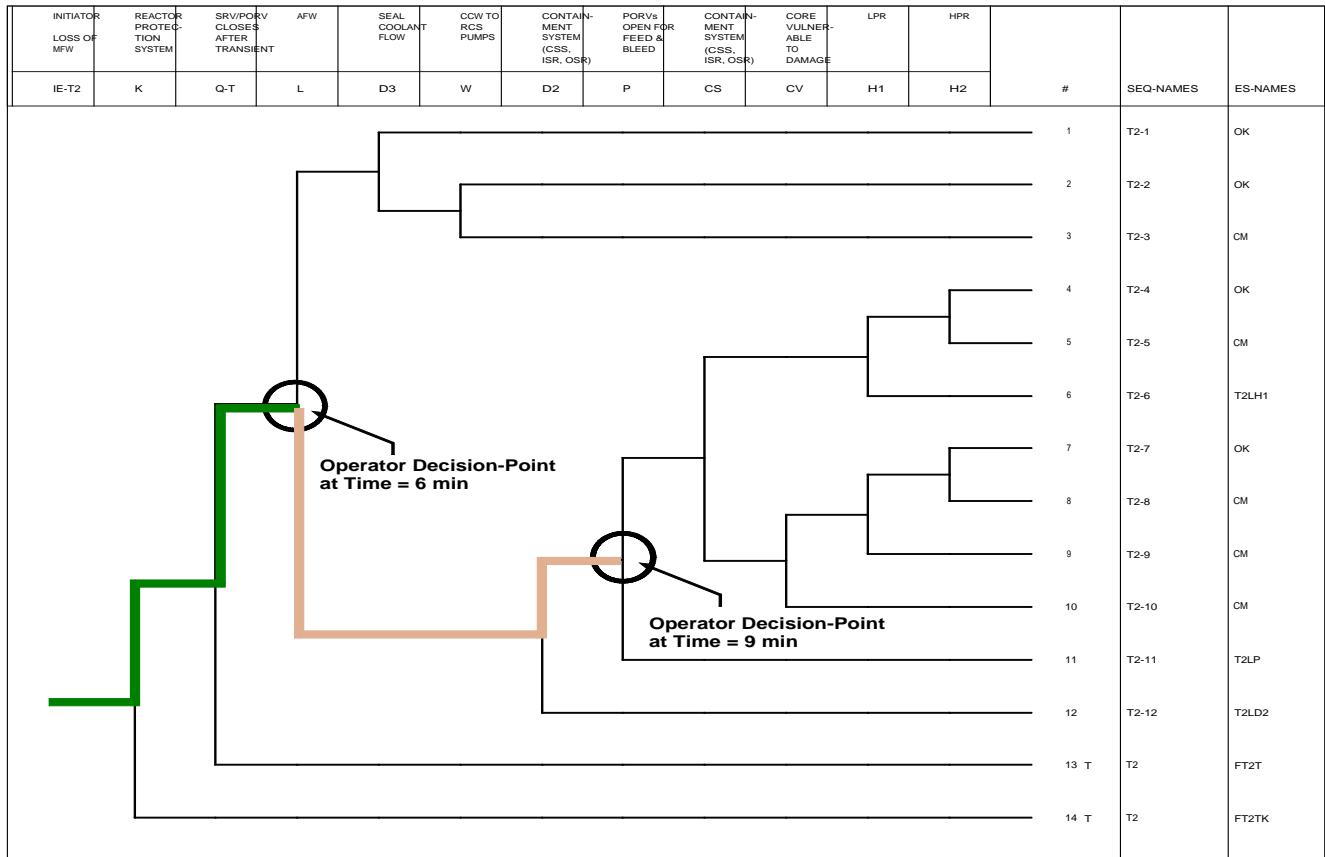 INITIATOR
LOSS OF
MFW
REACTOR
PROTEC-
TION
SYSTEM
SRV/PORV
CLOSES
AFTER
TRANSIENT
AFW
SEAL
COOLANT
FLOW
CCW TO
RCS
PUMPS
CONTAIN-
MENT
SYSTEM
(CSS,
ISR, OSR)
PORVs
OPEN FOR
FEED &
BLEED
CONTAIN-
MENT
SYSTEM
(CSS,
ISR, OSR)
CORE
VULNER-
ABLE
TO
DAMAGE
LPR
HPR
IE-T2 K Q-T L D3 W D2 P CS CV H1 H2 # SEQ-NAMES ES-NAMES
1 T2-1 OK
2 T2-2 OK
3 T2-3 CM
4 T2-4 OK
5 T2-5 CM
6 T2-6 T2LH1
Operator Decision-Point
at Time = 6 min
7 T2-7 OK
8 T2-8 CM
9 T2-9 CM
10 T2-10 CM
Operator Decision-Point
at Time = 9 min
11 T2-11 T2LP
12 T2-12 T2LD2
13 T T2 FT2T
14 T T2 FT2TK